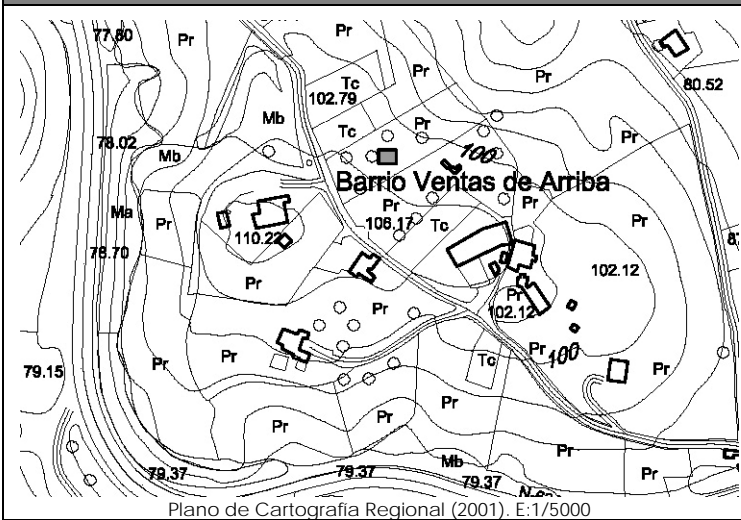 77.80
Pr
Pr
Tc
102.79
Pr
80.52
Mb
Tc
Pr
Pr
78.02
Mb
100
Barrio Ventas de Arriba
Ma
Pr
Pr
106.17
Tc
Pr
Pr
78.70
110.22
102.12
Pr
Pr
Pr
102.12
79.15
Pr
Pr
Tc
Pr
100
Pr
Pr
Pr
Pr
Pr
Mb
Pr
79.37
79.37
79.37
Plano de Cartografía Regional (2001). E:1/5000